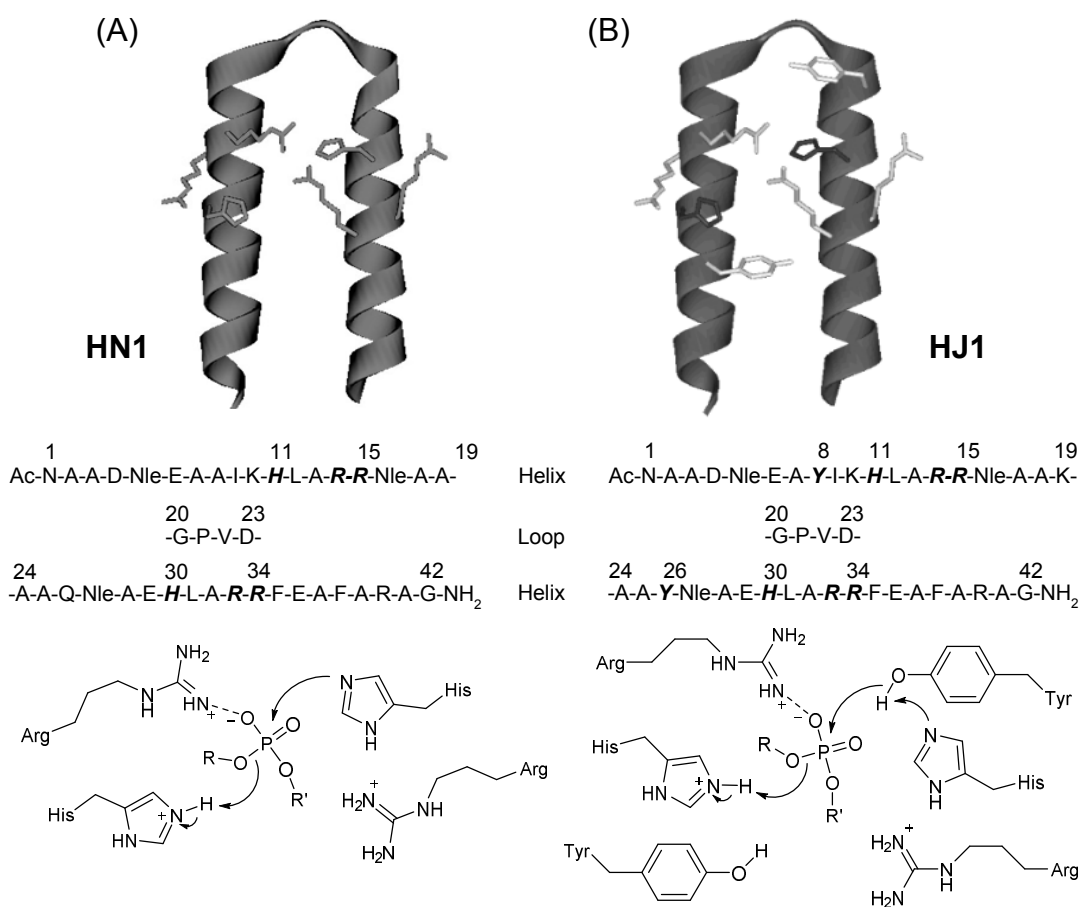 (A) (B)
HN1 HJ1
1 11 15 19
Ac-N-A-A-D-Nle-E-A-A-I-K-H-L-A-R-R-Nle-A-A-
20 23
-G-P-V-D-
24 30 34 42
-A-A-Q-Nle-A-E-H-L-A-R-R-F-E-A-F-A-R-A-G-NH2
Helix
Loop
Helix
1 8 11 15 19
Ac-N-A-A-D-Nle-E-A-Y-I-K-H-L-A-R-R-Nle-A-A-K-
20 23
-G-P-V-D-
24 26 30 34 42
-A-A-Y-Nle-A-E-H-L-A-R-R-F-E-A-F-A-R-A-G-NH2
NH2
N
H
NH
+
−
O
Arg
R
O
P
O
O
R'
N
NH
His
His
HN
N
+
H
H2N
+
H2N
H
N
Arg
NH2
Arg
HN
NH
+
−
O
R
O
P
O
O
R'
O
H
Tyr
N
N
H
His
His
HN
N
+
H
Tyr
O
H
+
H2N
H2N
N
H
Arg